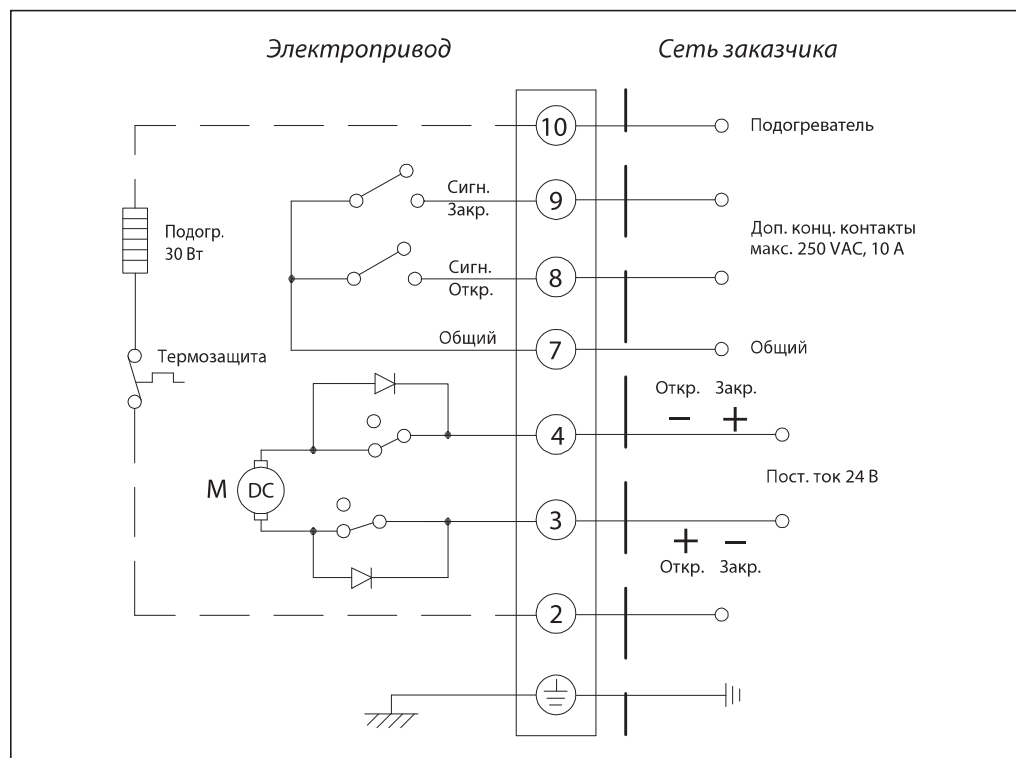 Электропривод
Сеть заказчика
10
Подогреватель
Сигн.
Закр.
9
Подогр.
30 Вт
Доп. конц. контакты
макс. 250 VAC, 10 А
Сигн.
Откр.
8
Общий
7
Общий
Термозащита
Откр. Закр.
− +
4
М
DC
Пост. ток 24 В
3
+ −
Откр. Закр.
2